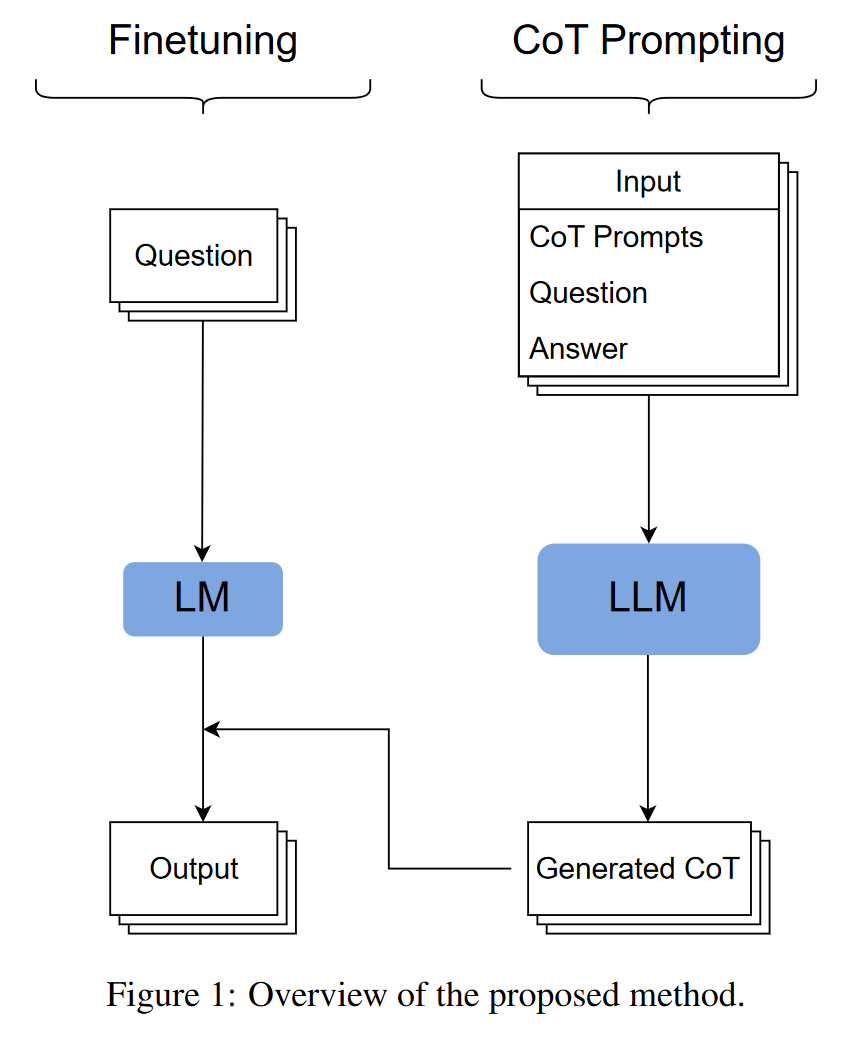 Finetuning
CoT Prompting
Question
Input
CoT Prompts
Question
Answer
LM
LLM
Output
Generated CoT
Figure 1: Overview of the proposed method.